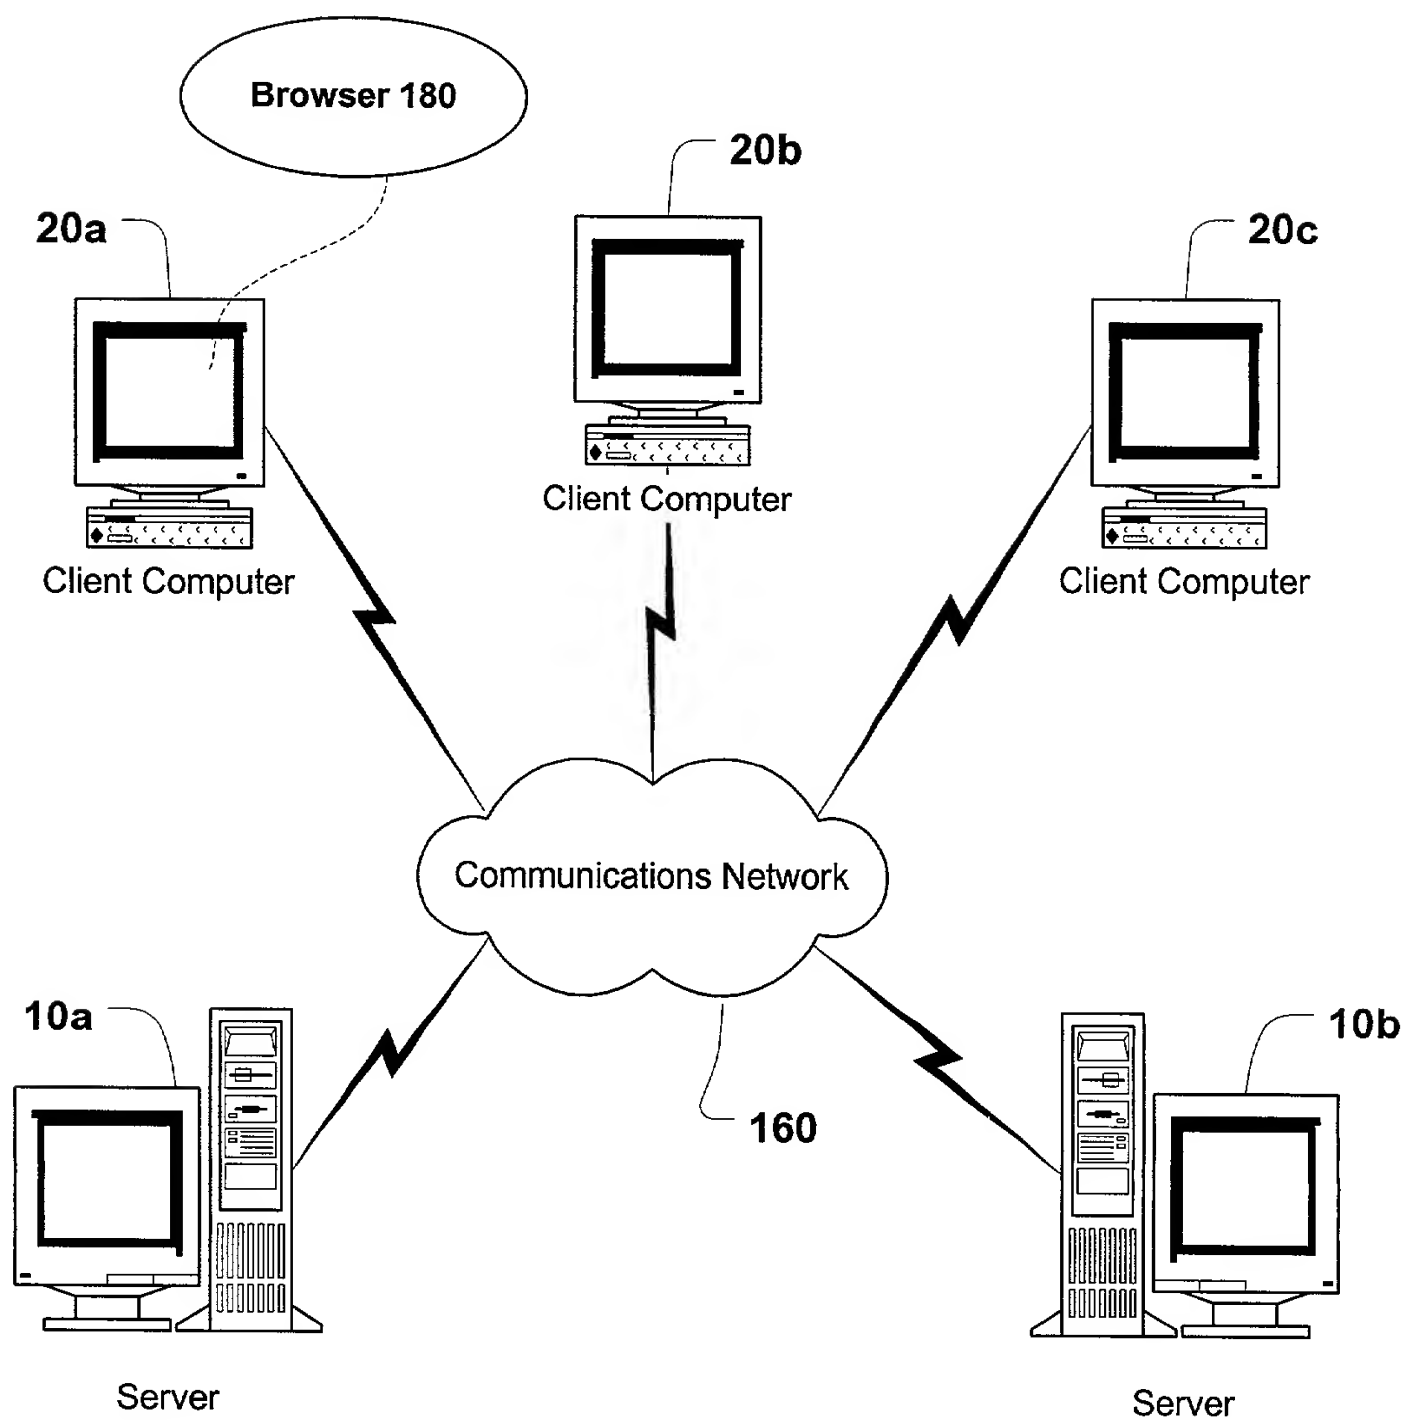 Browser 180
20b
20a
20c
Client Computer
Client Computer
Client Computer
Communications Network
10a
10b
160
Server
Server